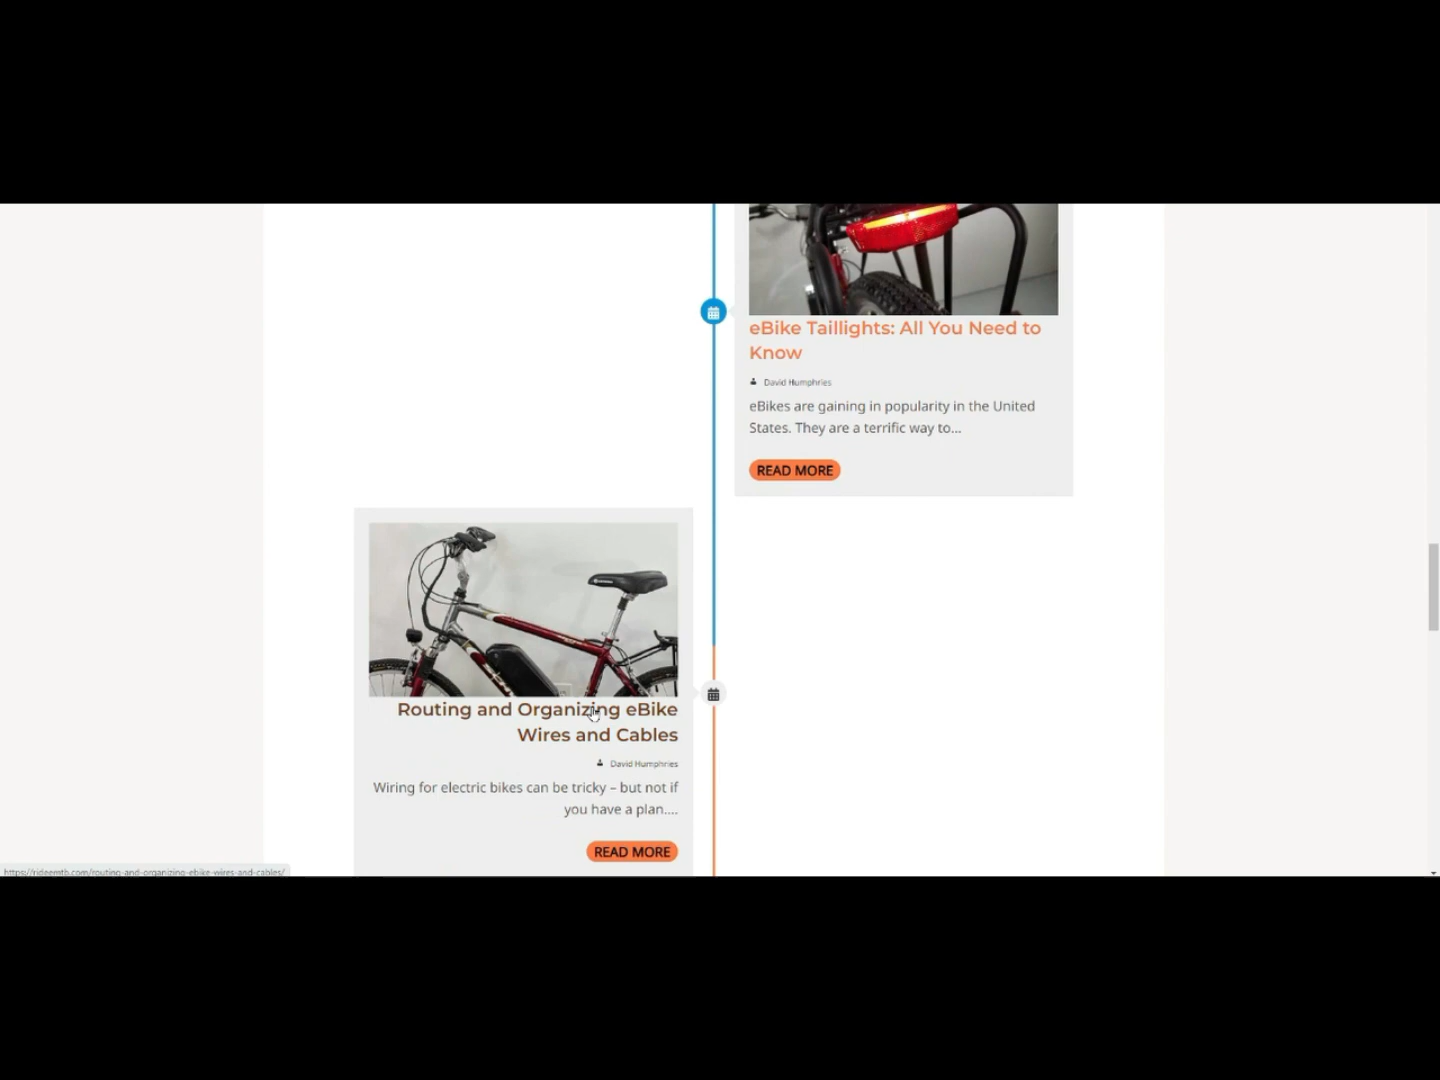 eBike Taillights: All You Need to
Know
David Humphries
eBikes are gaining in popularity in the United
States. They are a terrific way to...
READ MORE
Routing and Organizing eBike
Wires and Cables
David Humphries
Wiring for electric bikes can be tricky – but not if
you have a plan....
READ MORE
https://rideemtb.com/routing-and-organizing-ebike-wires-and-cables/